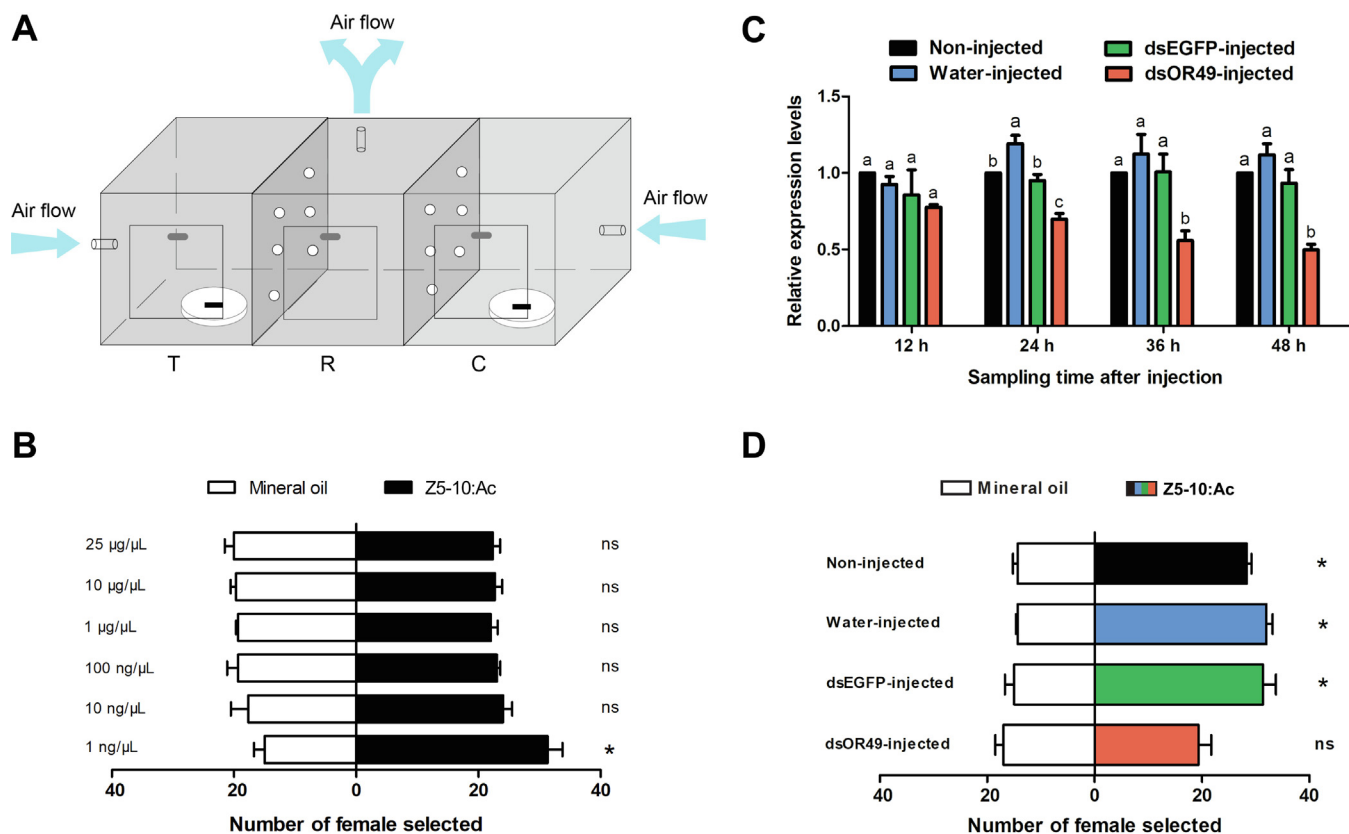 A
Air flow
Air flow
Air flow
T R C
B
Mineral oil Z5-10:Ac
25 µg/µL ns
10 µg/µL ns
1 µg/µL ns
100 ng/µL ns
10 ng/µL ns
1 ng/µL *
40 20 0 20 40
Number of female selected
C
Non-injected dsEGFP-injected
Water-injected dsOR49-injected
Relative expression levels
1.5
1.0
0.5
0.0
a a a a
b a b c
a a a b
a a a b
12 h 24 h 36 h 48 h
Sampling time after injection
D
Mineral oil Z5-10:Ac
Non-injected *
Water-injected *
dsEGFP-injected *
dsOR49-injected ns
40 20 0 20 40
Number of female selected